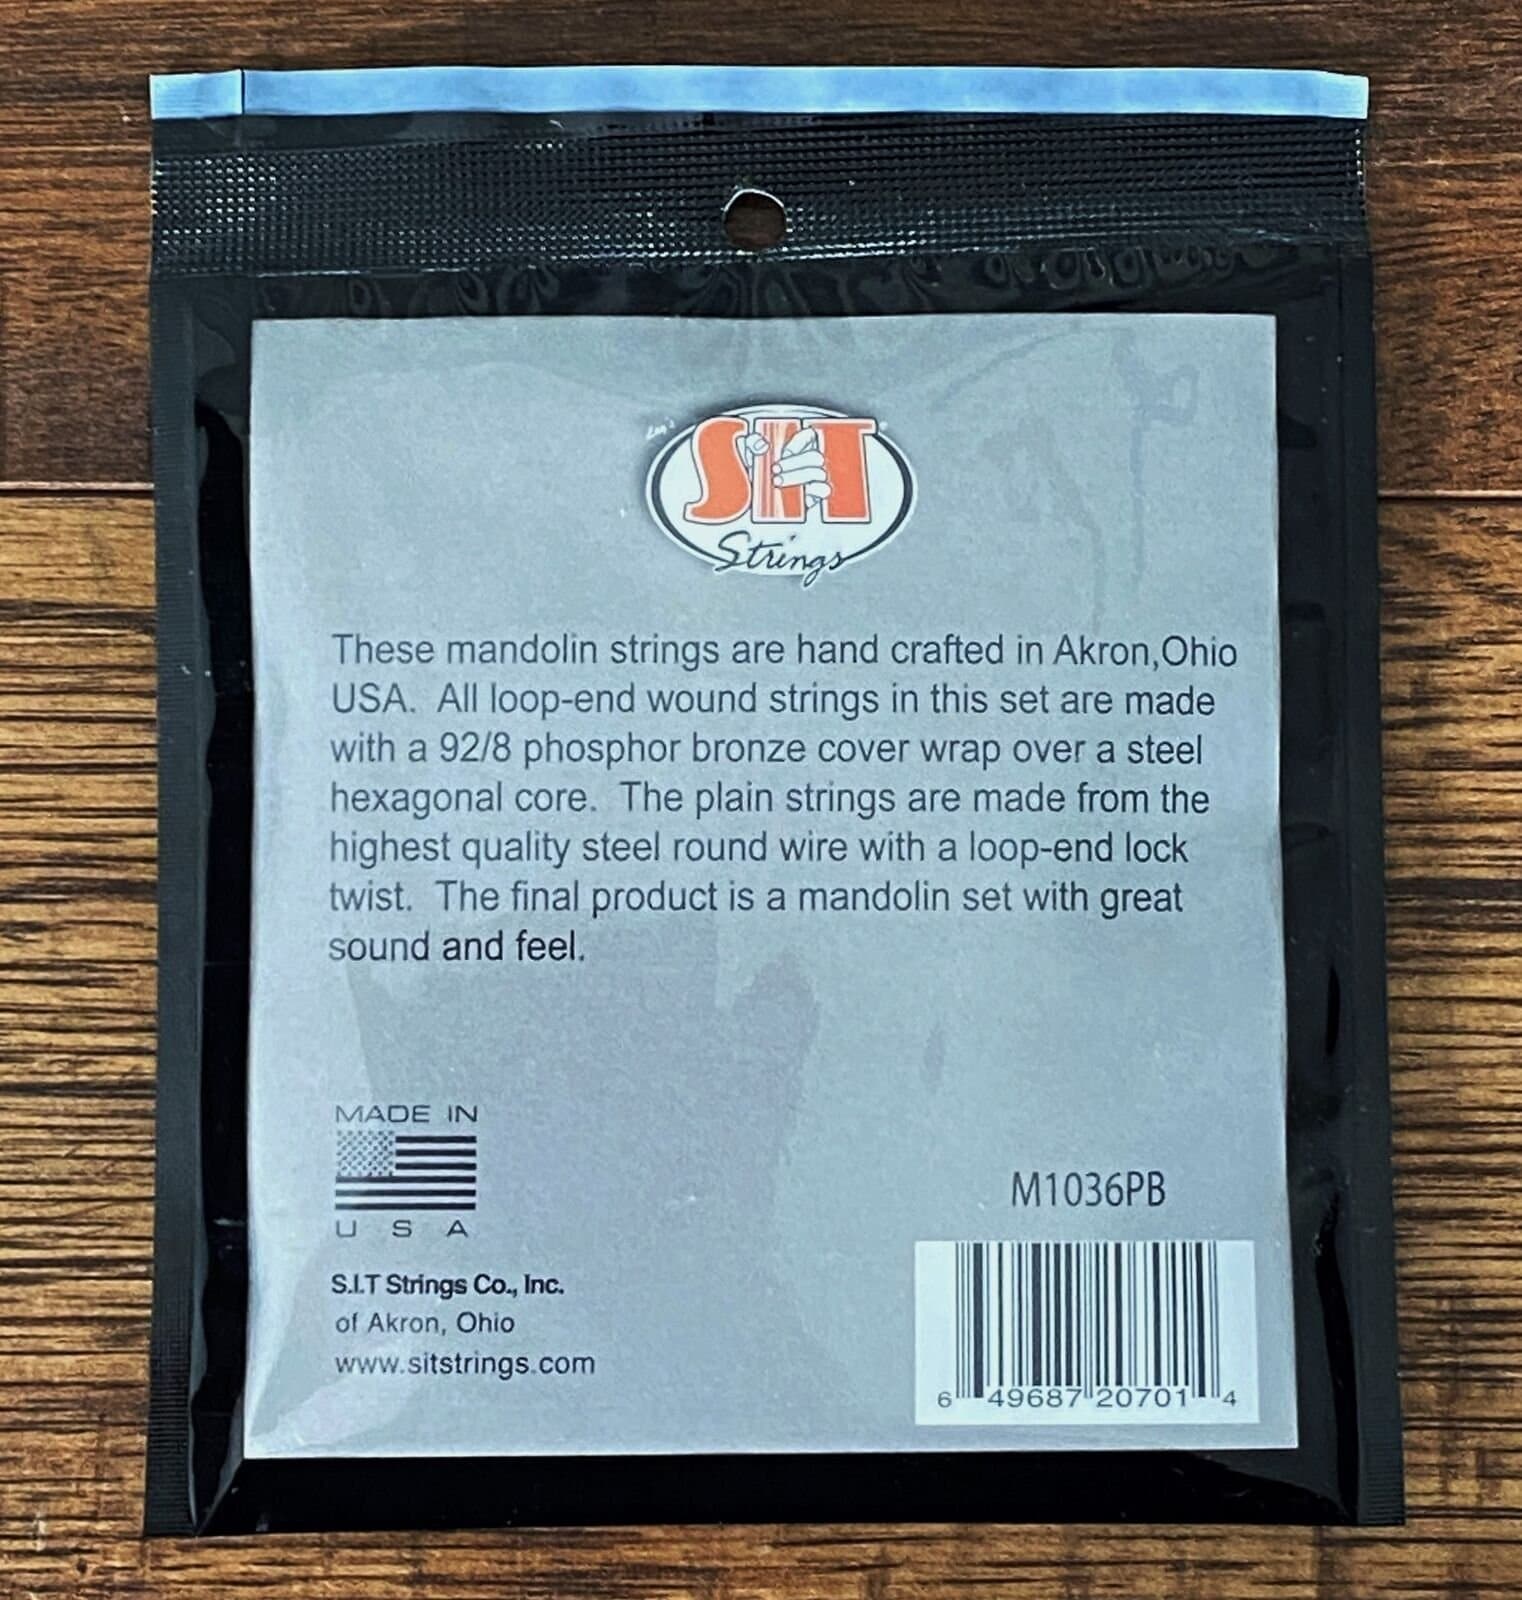 SIT
Strings
These mandolin strings are hand crafted in Akron,Ohio
USA. All loop-end wound strings in this set are made
with a 92/8 phosphor bronze cover wrap over a steel
hexagonal core. The plain strings are made from the
highest quality steel round wire with a loop-end lock
twist. The final product is a mandolin set with great
sound and feel.
MADE IN
U S A
S.I.T Strings Co., Inc.
of Akron, Ohio
www.sitstrings.com
M1036PB
6 49687 20701 4